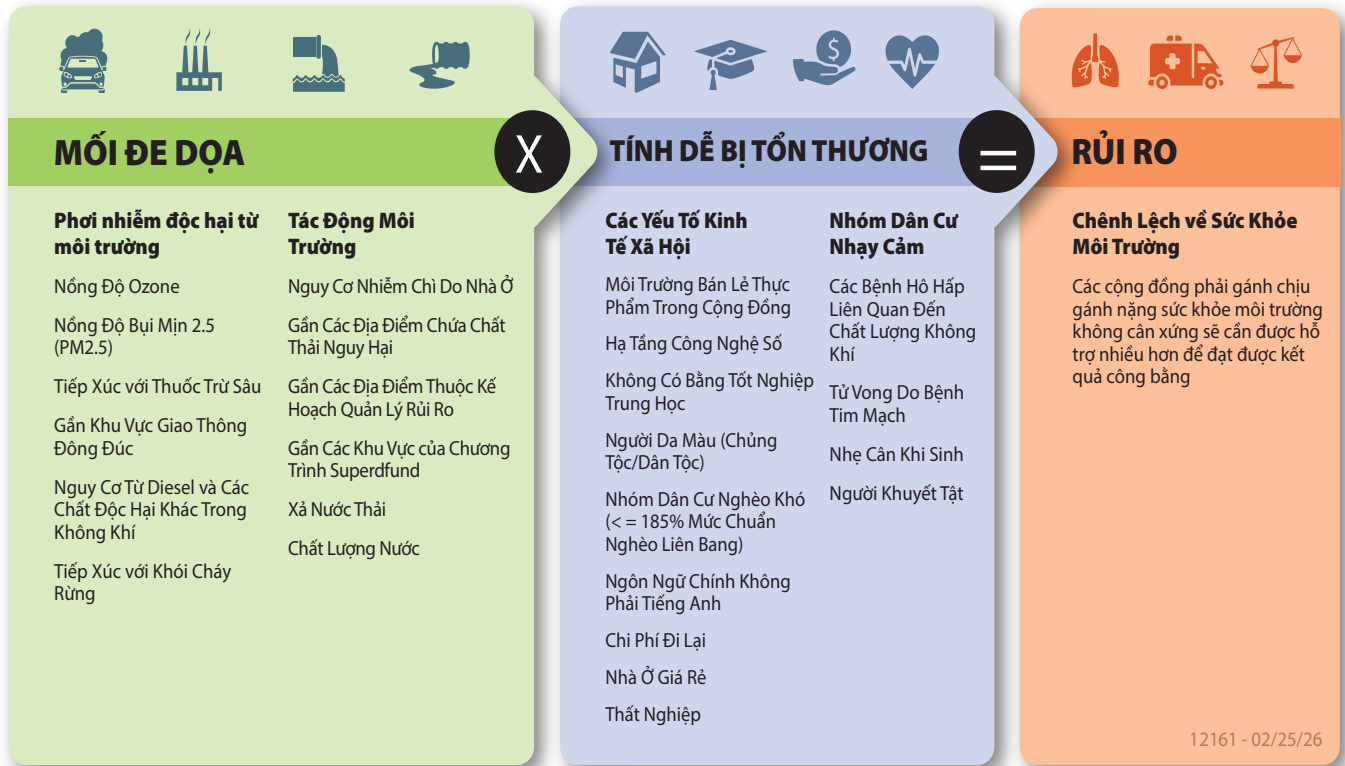 MỐI ĐE DỌA
X
TÍNH DỄ BỊ TỔN THƯƠNG
=
RỦI RO
Phơi nhiễm độc hại từ
môi trường
Nồng Độ Ozone
Nồng Độ Bụi Mịn 2.5
(PM2.5)
Tiếp Xúc với Thuốc Trừ Sâu
Gần Khu Vực Giao Thông
Đông Đúc
Nguy Cơ Từ Diesel và Các
Chất Độc Hại Khác Trong
Không Khí
Tiếp Xúc với Khói Cháy
Rừng
Tác Động Môi
Trường
Nguy Cơ Nhiễm Chì Do Nhà Ở
Gần Các Địa Điểm Chứa Chất
Thải Nguy Hại
Gần Các Địa Điểm Thuộc Kế
Hoạch Quản Lý Rủi Ro
Gần Các Khu Vực của Chương
Trình Superdfund
Xả Nước Thải
Chất Lượng Nước
Các Yếu Tố Kinh
Tế Xã Hội
Môi Trường Bán Lẻ Thực
Phẩm Trong Cộng Đồng
Hạ Tầng Công Nghệ Số
Không Có Bằng Tốt Nghiệp
Trung Học
Người Da Màu (Chủng
Tộc/Dân Tộc)
Nhóm Dân Cư Nghèo Khó
(< = 185% Mức Chuẩn
Nghèo Liên Bang)
Ngôn Ngữ Chính Không
Phải Tiếng Anh
Chi Phí Đi Lại
Nhà Ở Giá Rẻ
Thất Nghiệp
Nhóm Dân Cư
Nhạy Cảm
Các Bệnh Hô Hấp
Liên Quan Đến
Chất Lượng Không
Khí
Tử Vong Do Bệnh
Tim Mạch
Nhẹ Cân Khi Sinh
Người Khuyết Tật
Chênh Lệch về Sức Khỏe
Môi Trường
Các cộng đồng phải gánh chịu
gánh nặng sức khỏe môi trường
không cân xứng sẽ cần được hỗ
trợ nhiều hơn để đạt được kết
quả công bằng
12161 - 02/25/26
$